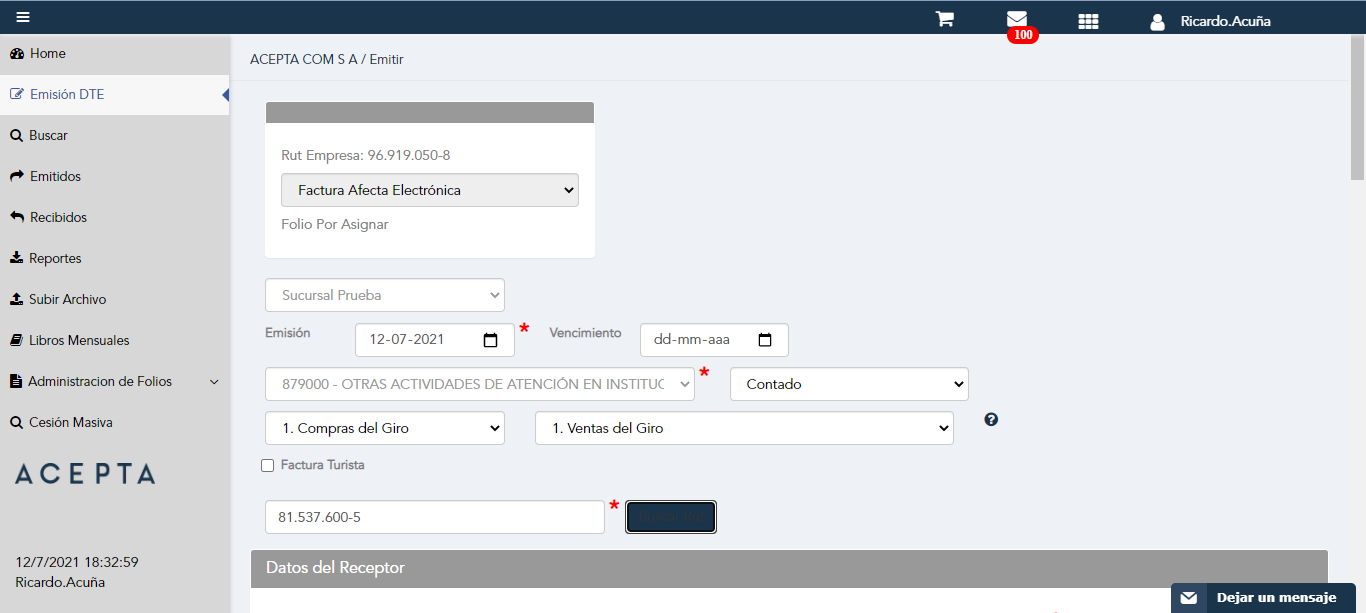 100
Ricardo.Acuña
Home
Emisión DTE
Buscar
Emitidos
Recibidos
Reportes
Subir Archivo
Libros Mensuales
Administracion de Folios
Cesión Masiva
ACEPTA
12/7/2021 18:32:59
Ricardo.Acuña
ACEPTA COM S A / Emitir
Rut Empresa: 96.919.050-8
Factura Afecta Electrónica
Folio Por Asignar
Sucursal Prueba
Emisión 12-07-2021 * Vencimiento dd-mm-aaa
879000 - OTRAS ACTIVIDADES DE ATENCIÓN EN INSTITUC * Contado
1. Compras del Giro 1. Ventas del Giro ?
Factura Turista
81.537.600-5 *
Datos del Receptor
Dejar un mensaje